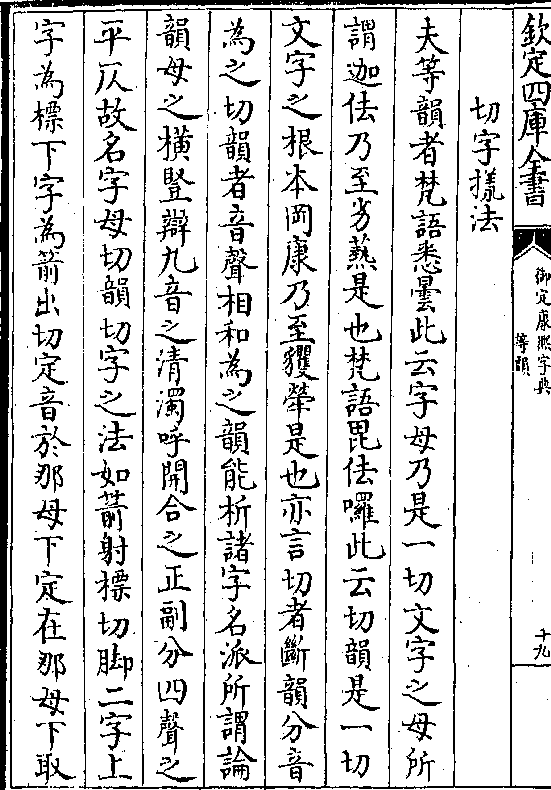 欽定四庫全書
御定康熙字典
等韻
十九
切字樣法
夫等韻者梵語悉曇此云字母乃是一切文字之母所
謂迦佉乃至劣爇是也梵語毘佉囉此云切韻是一切
文字之根本岡康乃至玃犖是也亦言切者斷韻分音
為之切韻者音聲相和為之韻能析諸字名派所謂論
韻母之橫豎辯九音之清濁呼開合之正副分四聲之
平仄故名字母切韻切字之法如箭射標切脚二字上
字為標下字為箭出切定音於那母下定在那母下取